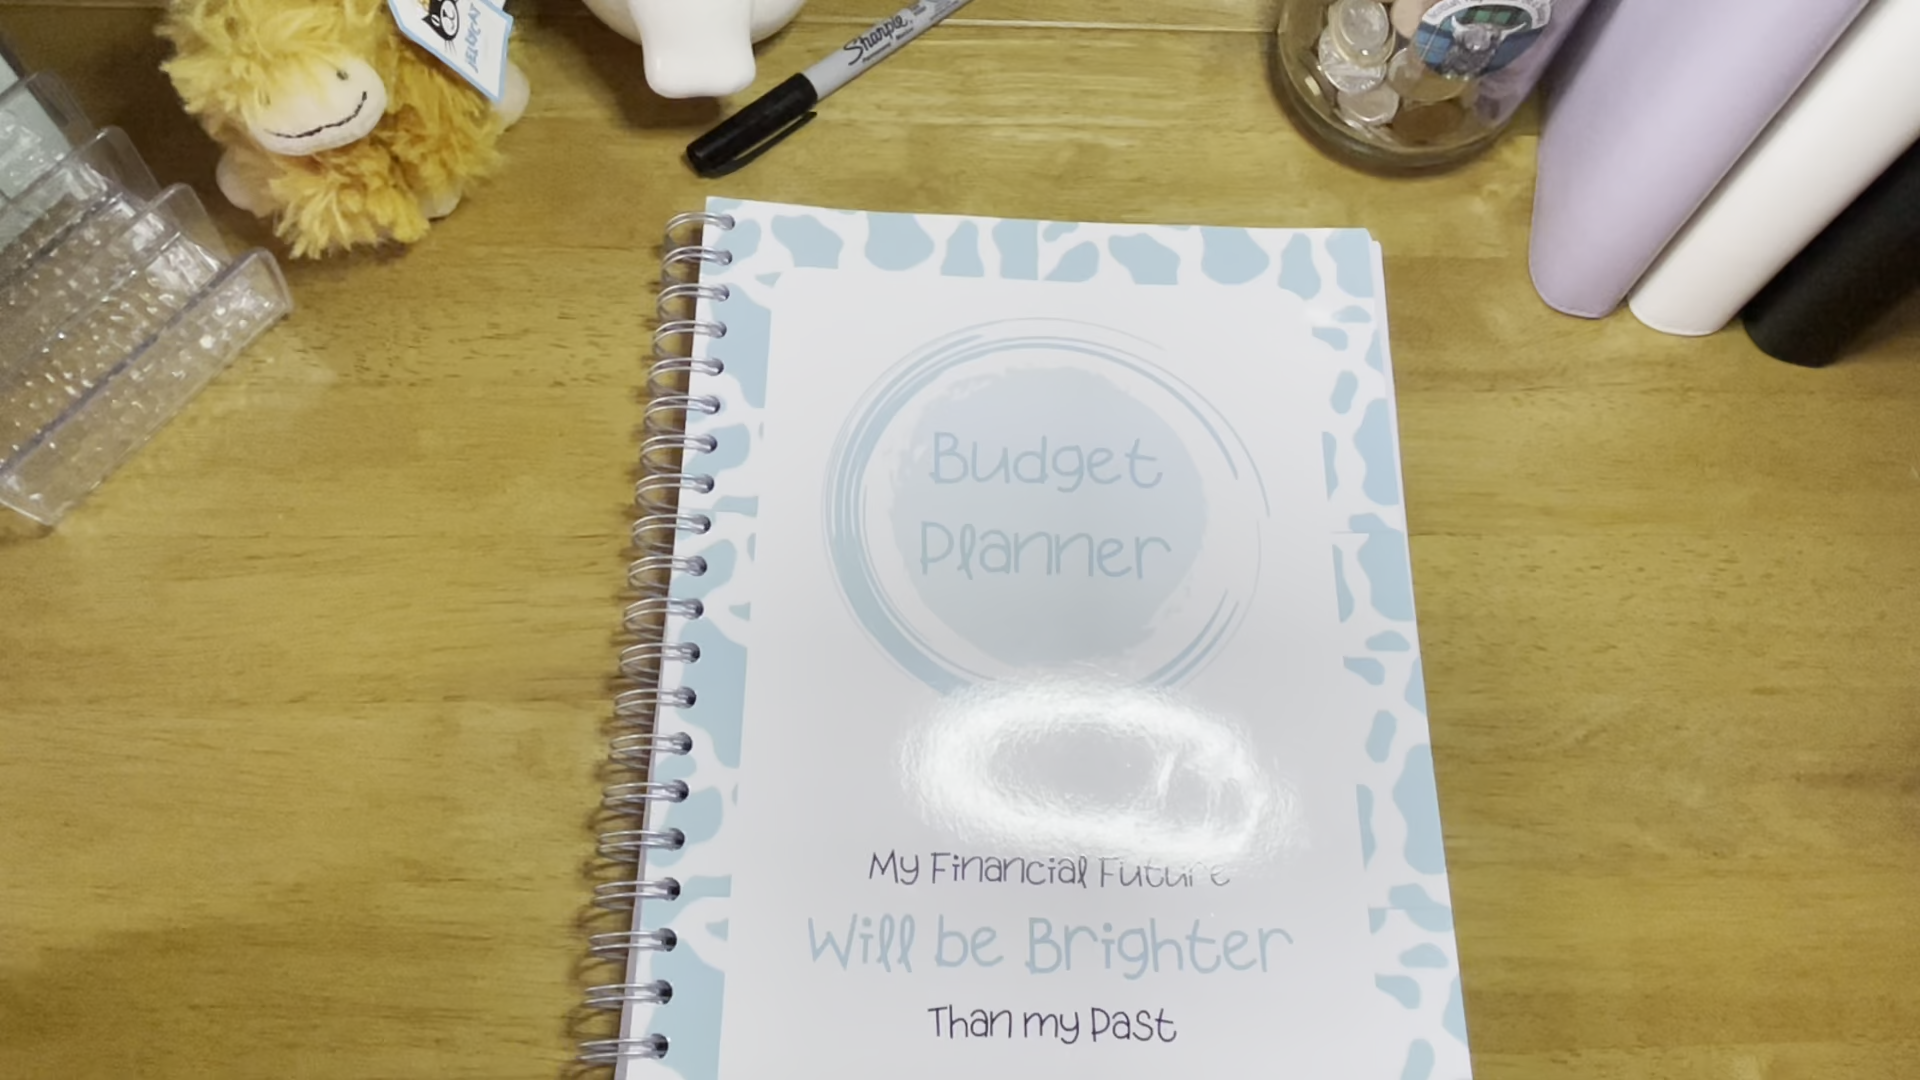 Sharpie
Budget
Planner
My Financial Future
Will be Brighter
Than my Past